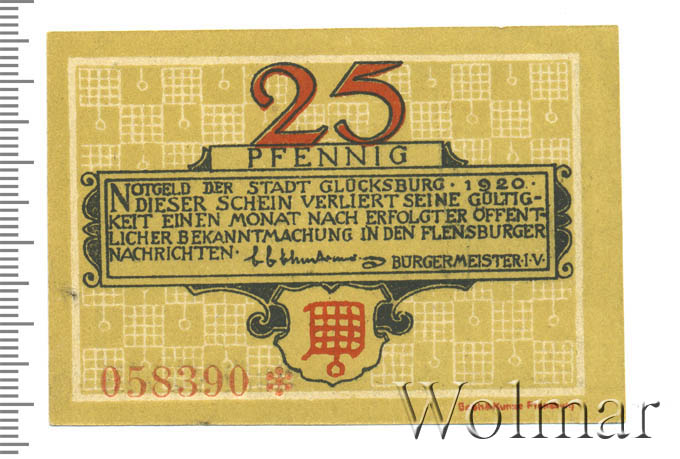 25
PFENNIG
NOTGELD DER STADT GLÜCKSBURG · 1920 ·
DIESER SCHEIN VERLIERT SEINE GÜLTIG-
KEIT EINEN MONAT NACH ERFOLGTER ÖFFENT-
LICHER BEKANNTMACHUNG IN DEN FLENSBURGER
NACHRICHTEN · BÜRGERMEISTER · I · V ·
058390 *
Wolmar